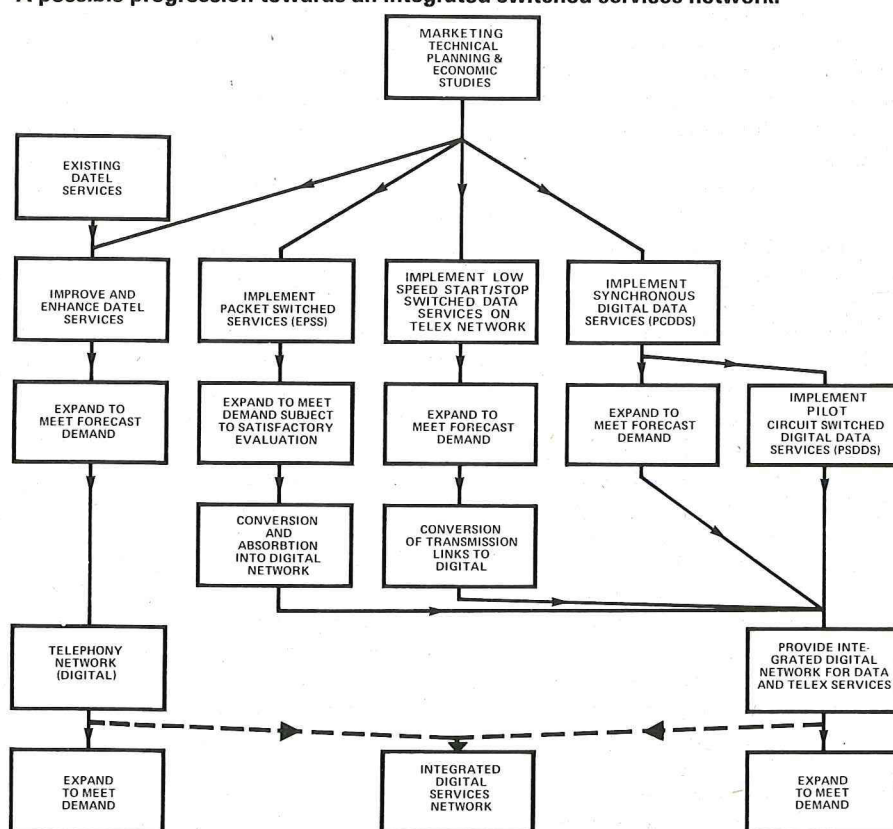 A possible progression towards an integrated switched services network.
MARKETING
TECHNICAL
PLANNING &
ECONOMIC
STUDIES
EXISTING
DATEL
SERVICES
IMPROVE AND
ENHANCE DATEL
SERVICES
IMPLEMENT
PACKET SWITCHED
SERVICES (EPSS)
IMPLEMENT LOW
SPEED START/STOP
SWITCHED DATA
SERVICES ON
TELEX NETWORK
IMPLEMENT
SYNCHRONOUS
DIGITAL DATA
SERVICES (PCDDS)
EXPAND TO
MEET FORECAST
DEMAND
EXPAND TO MEET
DEMAND SUBJECT
TO SATISFACTORY
EVALUATION
EXPAND TO
MEET FORECAST
DEMAND
EXPAND TO
MEET FORECAST
DEMAND
IMPLEMENT
PILOT
CIRCUIT SWITCHED
DIGITAL DATA
SERVICES (PSDDS)
CONVERSION
AND
ABSORBTION
INTO DIGITAL
NETWORK
CONVERSION
OF TRANSMISSION
LINKS TO
DIGITAL
TELEPHONY
NETWORK
(DIGITAL)
PROVIDE INTE-
GRATED DIGITAL
NETWORK FOR DATA
AND TELEX SERVICES
EXPAND
TO MEET
DEMAND
INTEGRATED
DIGITAL
SERVICES
NETWORK
EXPAND
TO MEET
DEMAND